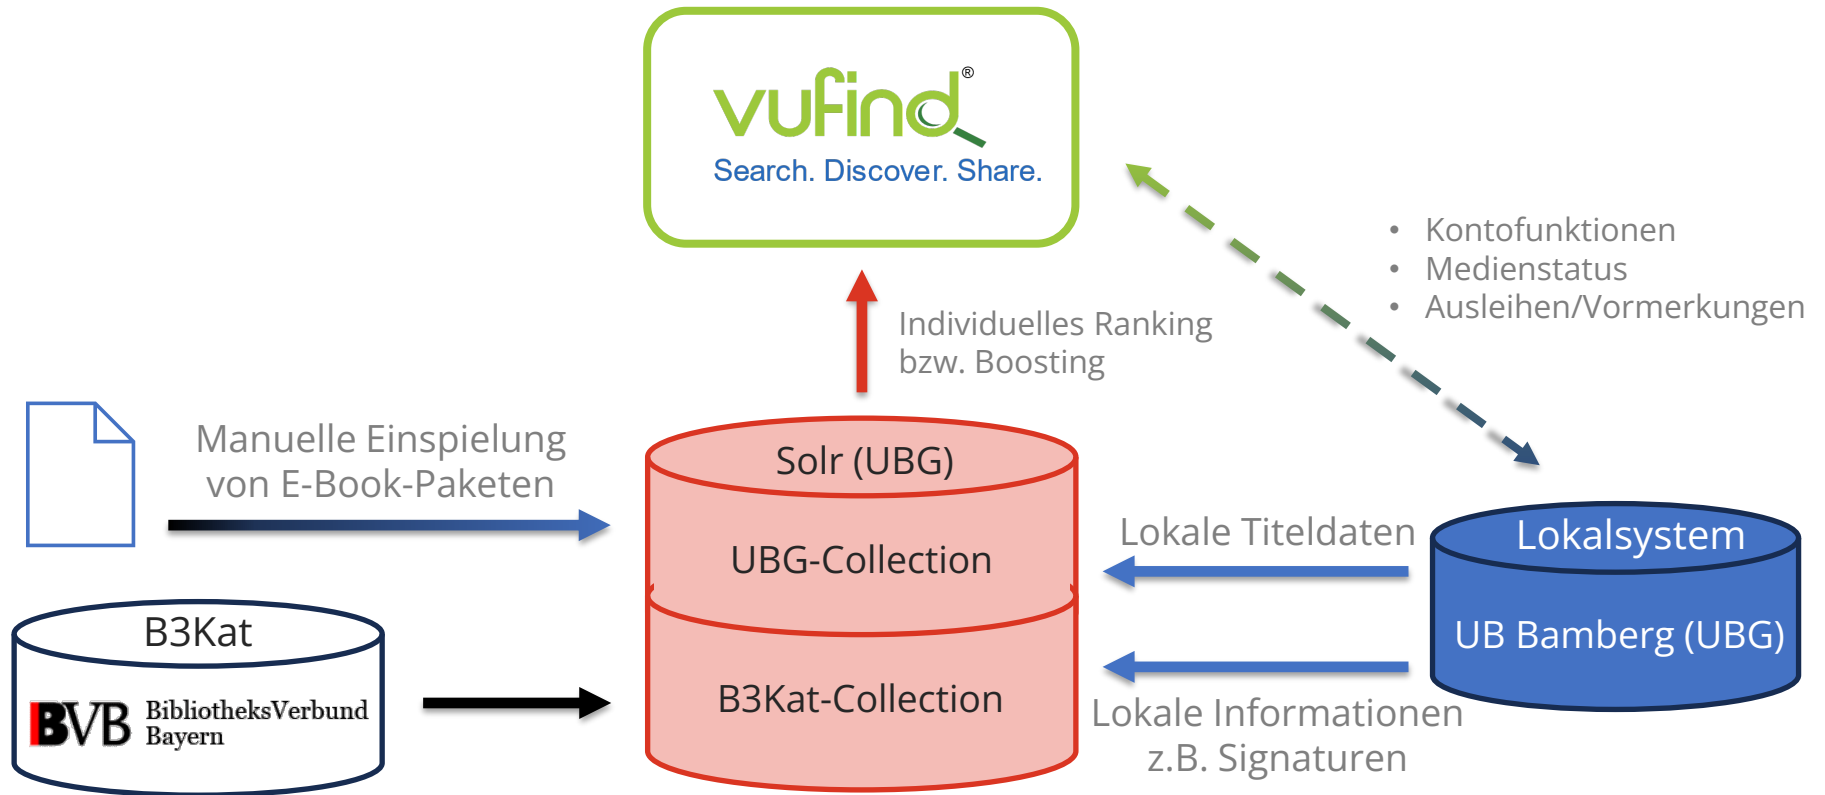 vufind®
Search. Discover. Share.
• Kontofunktionen
• Medienstatus
• Ausleihen/Vormerkungen
Individuelles Ranking
bzw. Boosting
Manuelle Einspielung
von E-Book-Paketen
Solr (UBG)
UBG-Collection
B3Kat-Collection
Lokale Titeldaten
Lokalsystem
UB Bamberg (UBG)
Lokale Informationen
z.B. Signaturen
B3Kat
BVB BibliotheksVerbund
Bayern